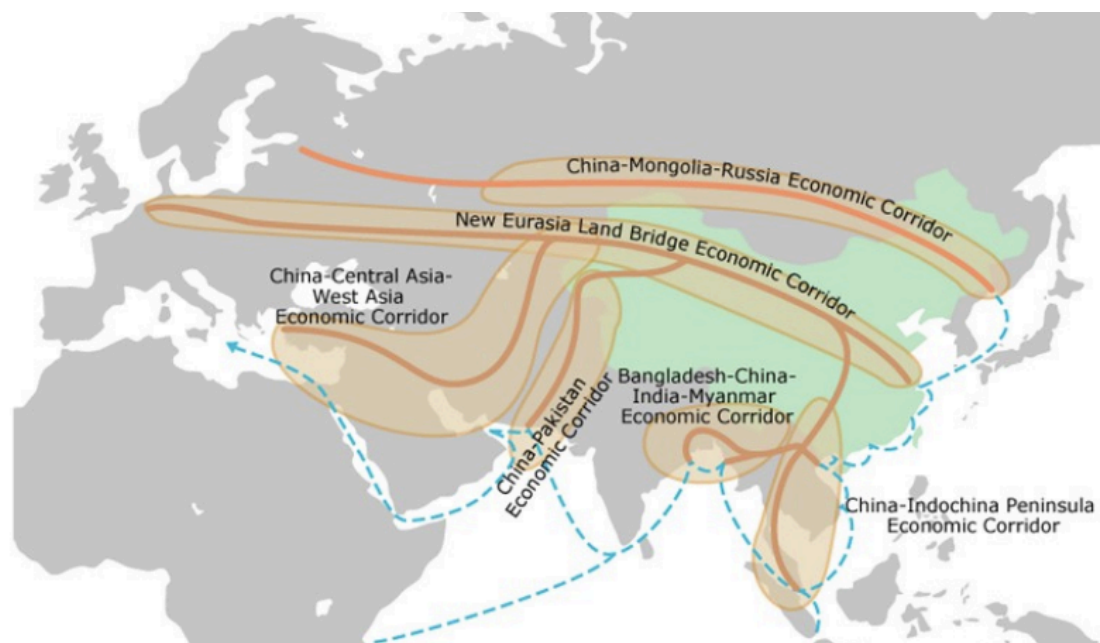 China-Mongolia-Russia Economic Corridor
New Eurasia Land Bridge Economic Corridor
China-Central Asia-
West Asia
Economic Corridor
China-Pakistan
Economic Corridor
Bangladesh-China-
India-Myanmar
Economic Corridor
China-Indochina Peninsula
Economic Corridor